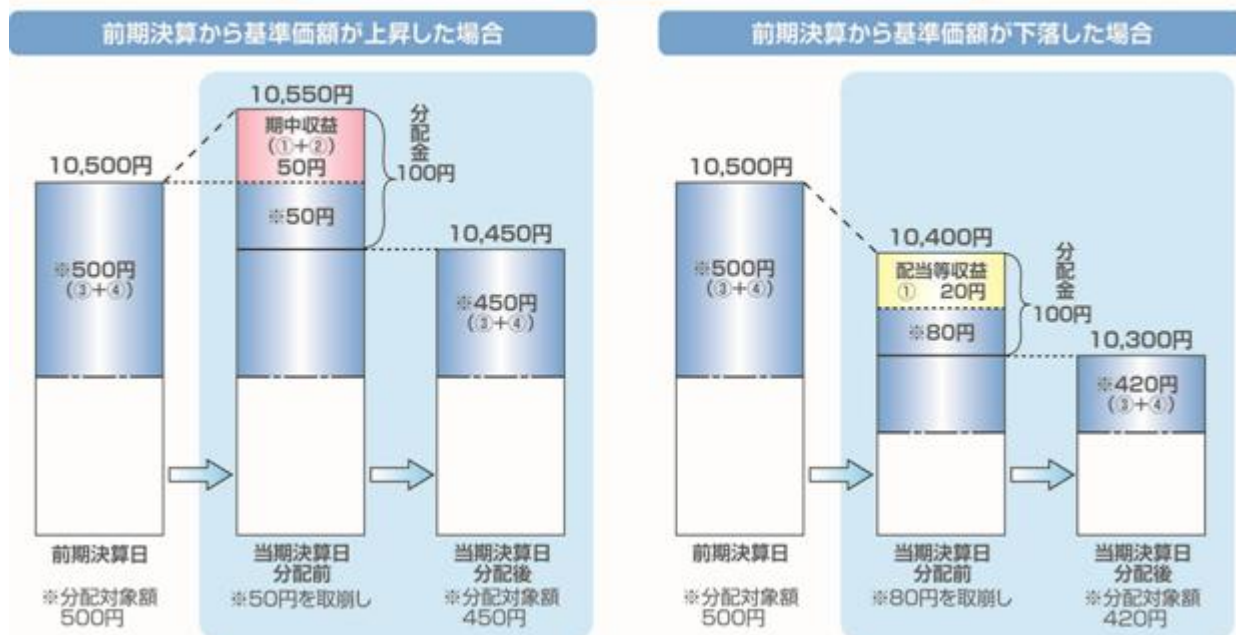 前期決算から基準価額が上昇した場合
10,550円
期中収益
(①+②)
50円
分配金
100円
10,500円
※50円
10,450円
※500円
(③+④)
※450円
(③+④)
前期決算日
当期決算日
分配前
当期決算日
分配後
※分配対象額
500円
※50円を取崩し
※分配対象額
450円
前期決算から基準価額が下落した場合
10,500円
10,400円
配当等収益
① 20円
分配金
100円
※500円
(③+④)
※80円
10,300円
※420円
(③+④)
前期決算日
当期決算日
分配前
当期決算日
分配後
※分配対象額
500円
※80円を取崩し
※分配対象額
420円